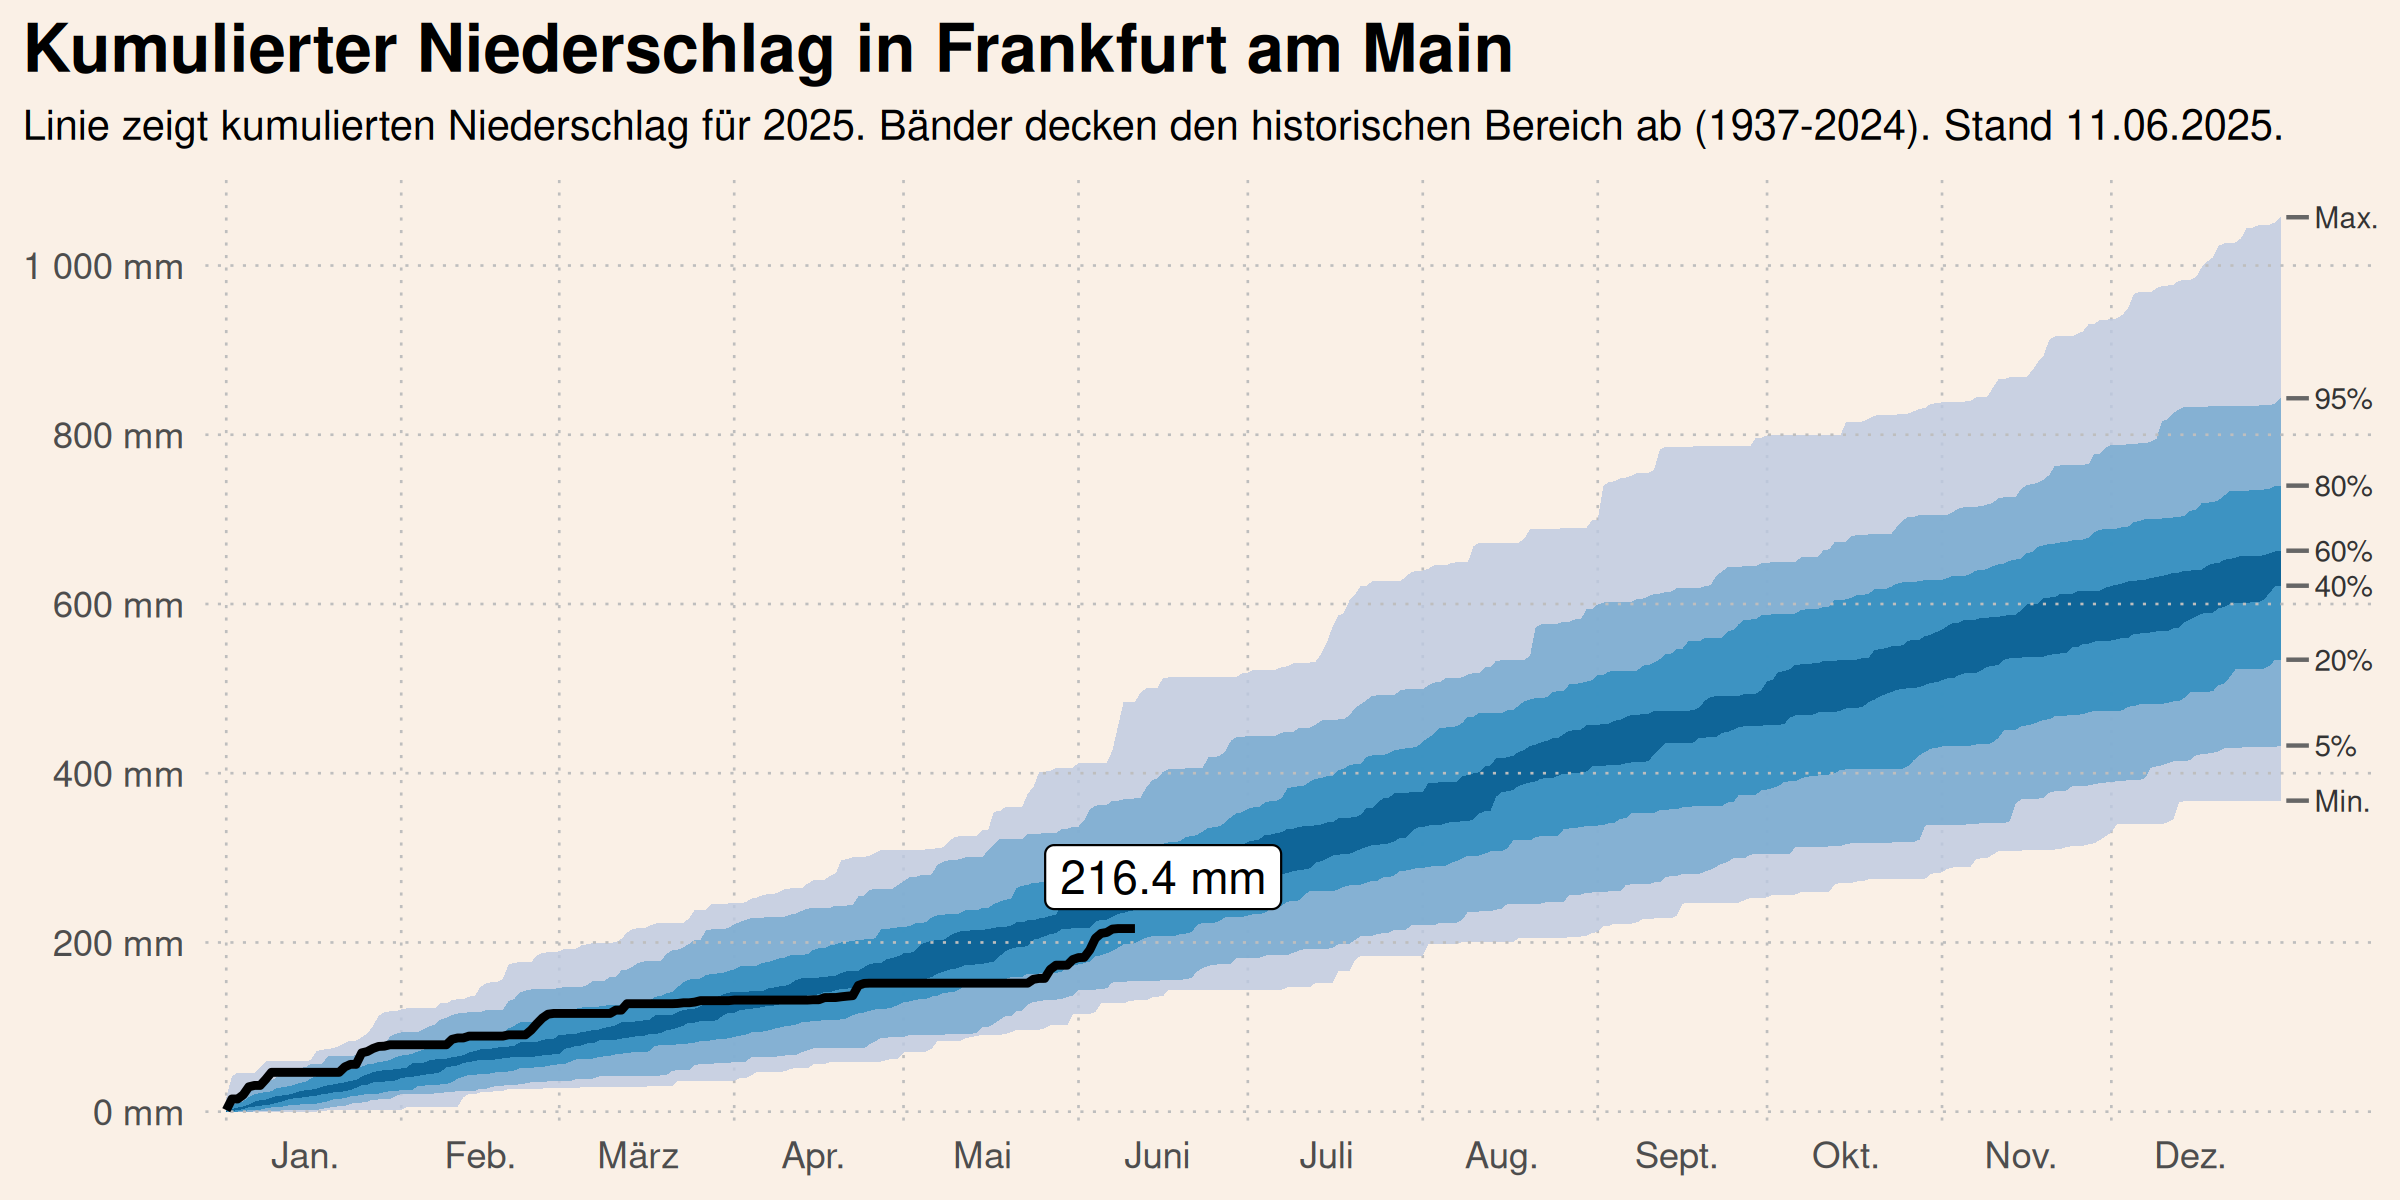 Kumulierter Niederschlag in Frankfurt am Main
Linie zeigt kumulierten Niederschlag für 2025. Bänder decken den historischen Bereich ab (1937-2024). Stand 11.06.2025.
Max.
1 000 mm
95%
800 mm
80%
60%
40%
600 mm
20%
5%
400 mm
Min.
216.4 mm
200 mm
0 mm
Jan. Feb. März Apr. Mai Juni Juli Aug. Sept. Okt. Nov. Dez.